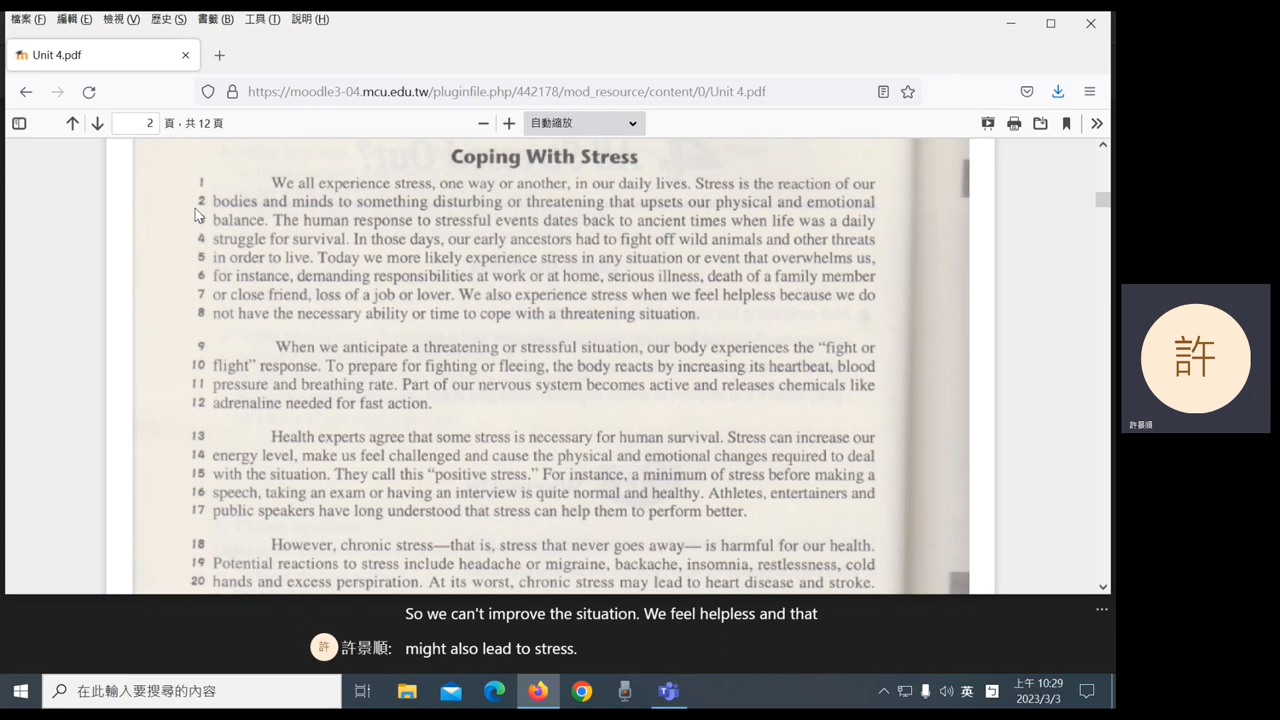 檔案 (F) 編輯 (E) 檢視 (V) 歷史 (S) 書籤 (B) 工具 (T) 說明 (H)
Unit 4.pdf
https://moodle3-04.mcu.edu.tw/pluginfile.php/442178/mod_resource/content/0/Unit 4.pdf
2 頁，共 12 頁
自動縮放
Coping With Stress
1 We all experience stress, one way or another, in our daily lives. Stress is the reaction of our
2 bodies and minds to something disturbing or threatening that upsets our physical and emotional
balance. The human response to stressful events dates back to ancient times when life was a daily
4 struggle for survival. In those days, our early ancestors had to fight off wild animals and other threats
5 in order to live. Today we more likely experience stress in any situation or event that overwhelms us,
6 for instance, demanding responsibilities at work or at home, serious illness, death of a family member
7 or close friend, loss of a job or lover. We also experience stress when we feel helpless because we do
8 not have the necessary ability or time to cope with a threatening situation.
9 When we anticipate a threatening or stressful situation, our body experiences the “fight or
10 flight” response. To prepare for fighting or fleeing, the body reacts by increasing its heartbeat, blood
11 pressure and breathing rate. Part of our nervous system becomes active and releases chemicals like
12 adrenaline needed for fast action.
13 Health experts agree that some stress is necessary for human survival. Stress can increase our
14 energy level, make us feel challenged and cause the physical and emotional changes required to deal
15 with the situation. They call this “positive stress.” For instance, a minimum of stress before making a
16 speech, taking an exam or having an interview is quite normal and healthy. Athletes, entertainers and
17 public speakers have long understood that stress can help them to perform better.
18 However, chronic stress—that is, stress that never goes away— is harmful for our health.
19 Potential reactions to stress include headache or migraine, backache, insomnia, restlessness, cold
20 hands and excess perspiration. At its worst, chronic stress may lead to heart disease and stroke.
許
許景順
So we can't improve the situation. We feel helpless and that
許 許景順: might also lead to stress.
在此輸入要搜尋的內容
英
上午 10:29
2023/3/3